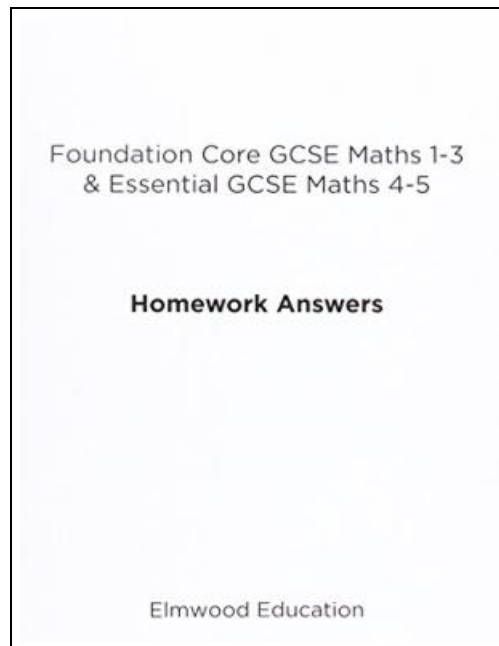 Foundation Core GCSE Maths 1-3
& Essential GCSE Maths 4-5
Homework Answers
Elmwood Education